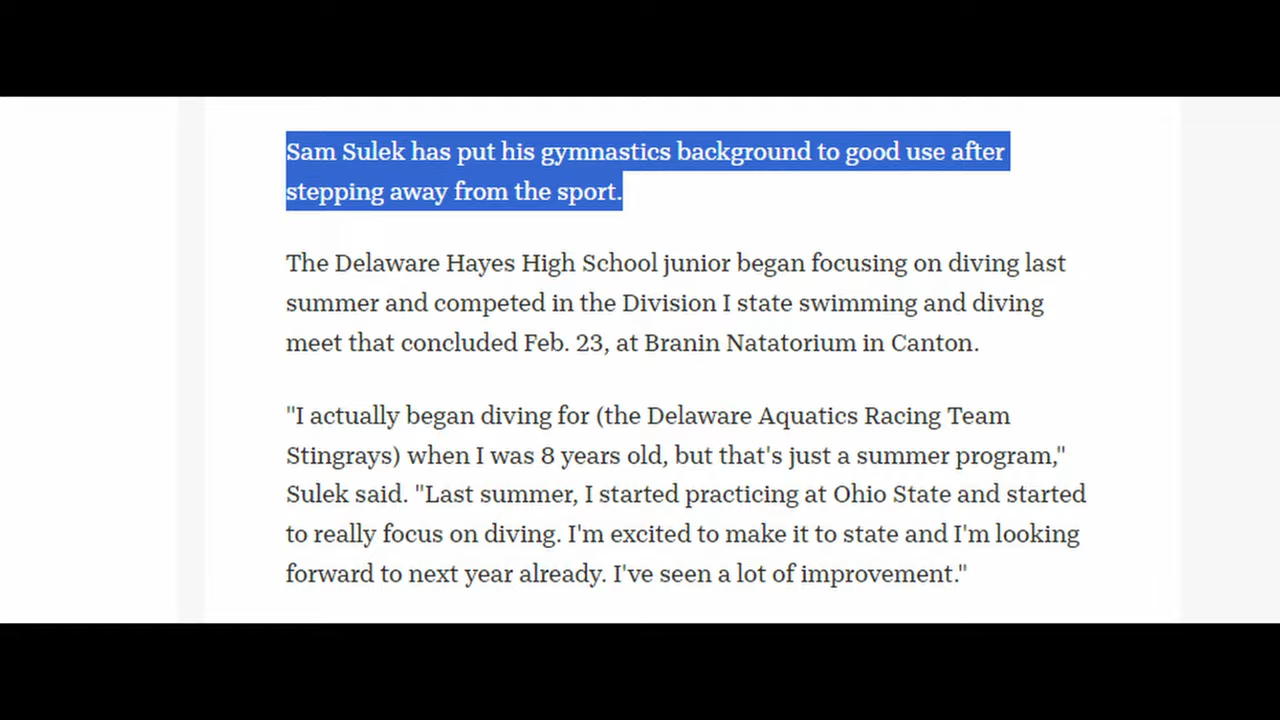 Sam Sulek has put his gymnastics background to good use after
stepping away from the sport.
The Delaware Hayes High School junior began focusing on diving last
summer and competed in the Division I state swimming and diving
meet that concluded Feb. 23, at Branin Natatorium in Canton.
"I actually began diving for (the Delaware Aquatics Racing Team
Stingrays) when I was 8 years old, but that's just a summer program,"
Sulek said. "Last summer, I started practicing at Ohio State and started
to really focus on diving. I'm excited to make it to state and I'm looking
forward to next year already. I've seen a lot of improvement."